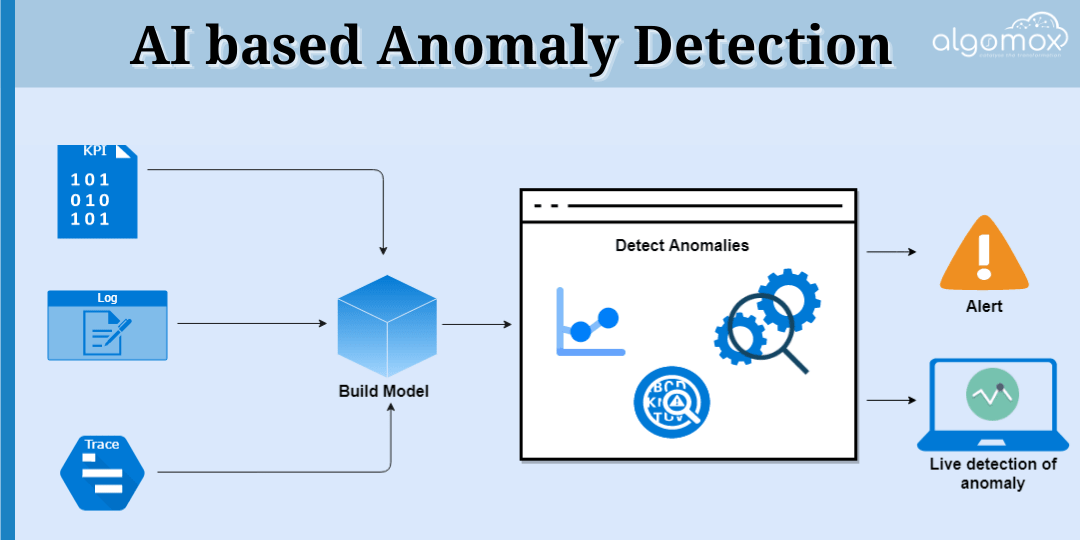 AI based Anomaly Detection
algomox
KPI
101
010
101
Log
Trace
Build Model
Detect Anomalies
Alert
Live detection of
anomaly